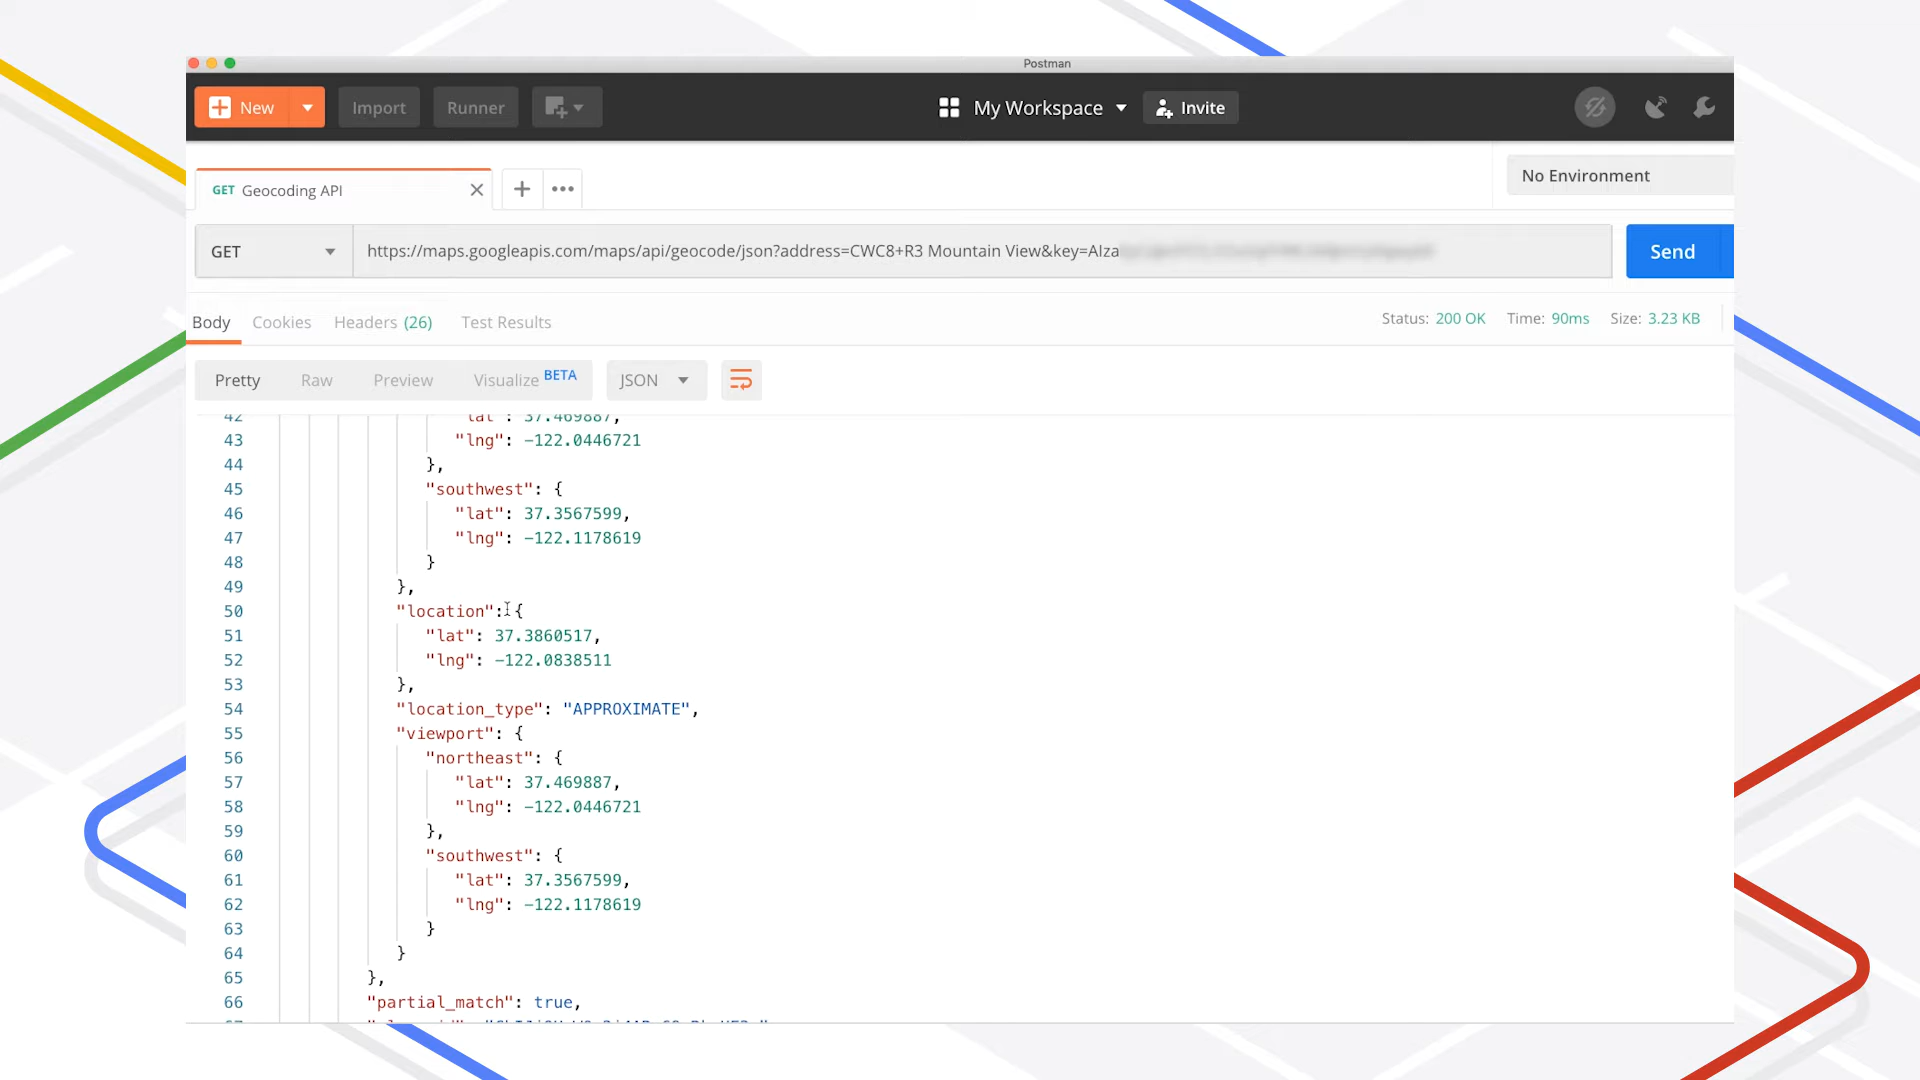 Postman
New
Import
Runner
My Workspace
Invite
GET Geocoding API
No Environment
GET
https://maps.googleapis.com/maps/api/geocode/json?address=CWC8+R3 Mountain View&key=AIza
Send
Body
Cookies
Headers (26)
Test Results
Status: 200 OK
Time: 90ms
Size: 3.23 KB
Pretty
Raw
Preview
Visualize BETA
JSON
42 "lat": 37.469887,
43 "lng": -122.0446721
44 },
45 "southwest": {
46 "lat": 37.3567599,
47 "lng": -122.1178619
48 }
49 },
50 "location": {
51 "lat": 37.3860517,
52 "lng": -122.0838511
53 },
54 "location_type": "APPROXIMATE",
55 "viewport": {
56 "northeast": {
57 "lat": 37.469887,
58 "lng": -122.0446721
59 },
60 "southwest": {
61 "lat": 37.3567599,
62 "lng": -122.1178619
63 }
64 }
65 },
66 "partial_match": true,